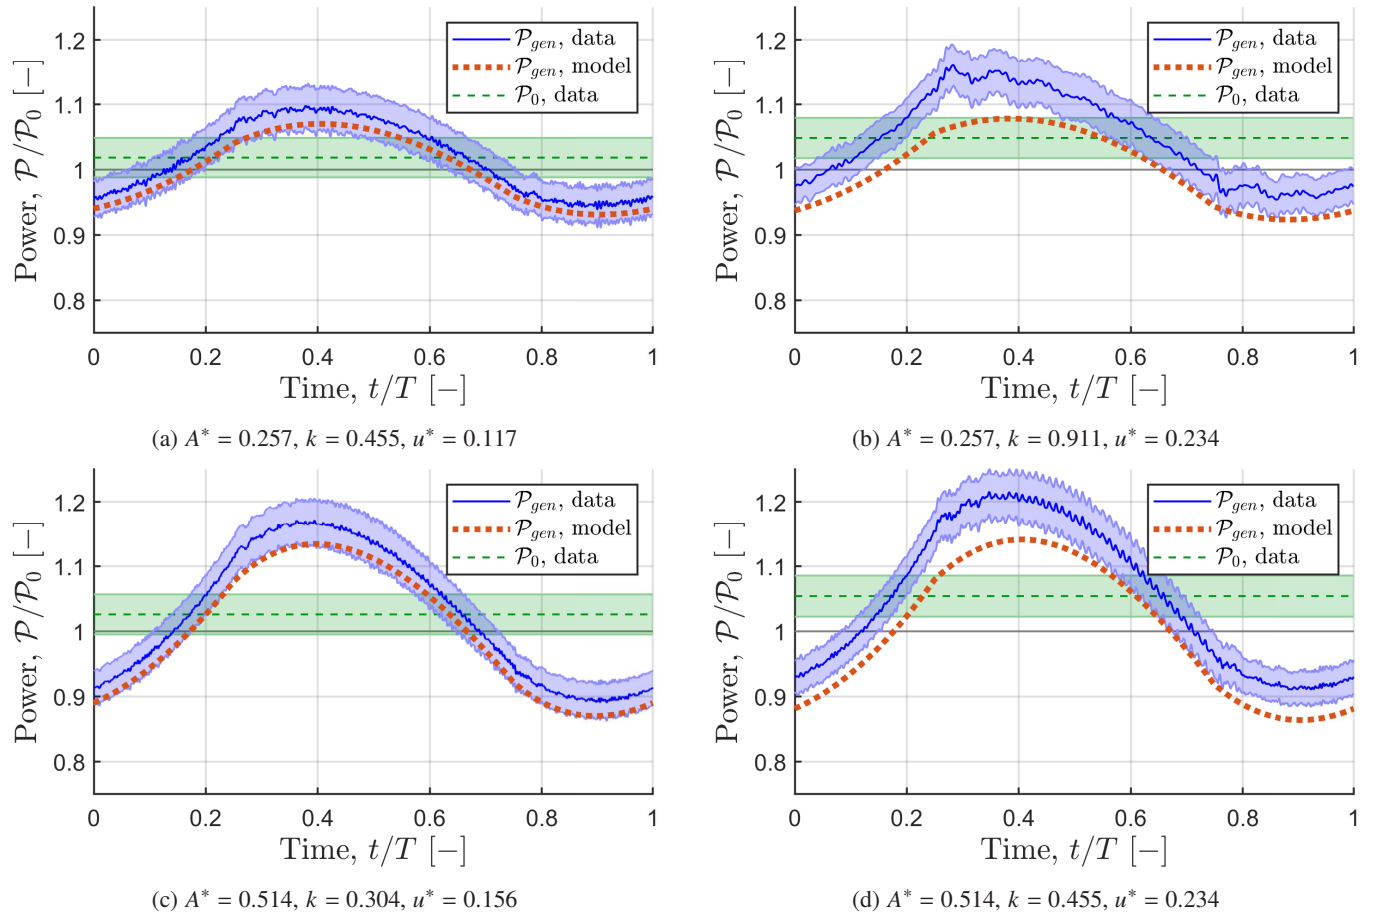 Power, 𝒫/𝒫₀ [−]
1.2
1.1
1
0.9
0.8
𝒫gen, data
𝒫gen, model
𝒫₀, data
0 0.2 0.4 0.6 0.8 1
Time, t/T [−]
(a) A* = 0.257, k = 0.455, u* = 0.117
Power, 𝒫/𝒫₀ [−]
1.2
1.1
1
0.9
0.8
𝒫gen, data
𝒫gen, model
𝒫₀, data
0 0.2 0.4 0.6 0.8 1
Time, t/T [−]
(b) A* = 0.257, k = 0.911, u* = 0.234
Power, 𝒫/𝒫₀ [−]
1.2
1.1
1
0.9
0.8
𝒫gen, data
𝒫gen, model
𝒫₀, data
0 0.2 0.4 0.6 0.8 1
Time, t/T [−]
(c) A* = 0.514, k = 0.304, u* = 0.156
Power, 𝒫/𝒫₀ [−]
1.2
1.1
1
0.9
0.8
𝒫gen, data
𝒫gen, model
𝒫₀, data
0 0.2 0.4 0.6 0.8 1
Time, t/T [−]
(d) A* = 0.514, k = 0.455, u* = 0.234